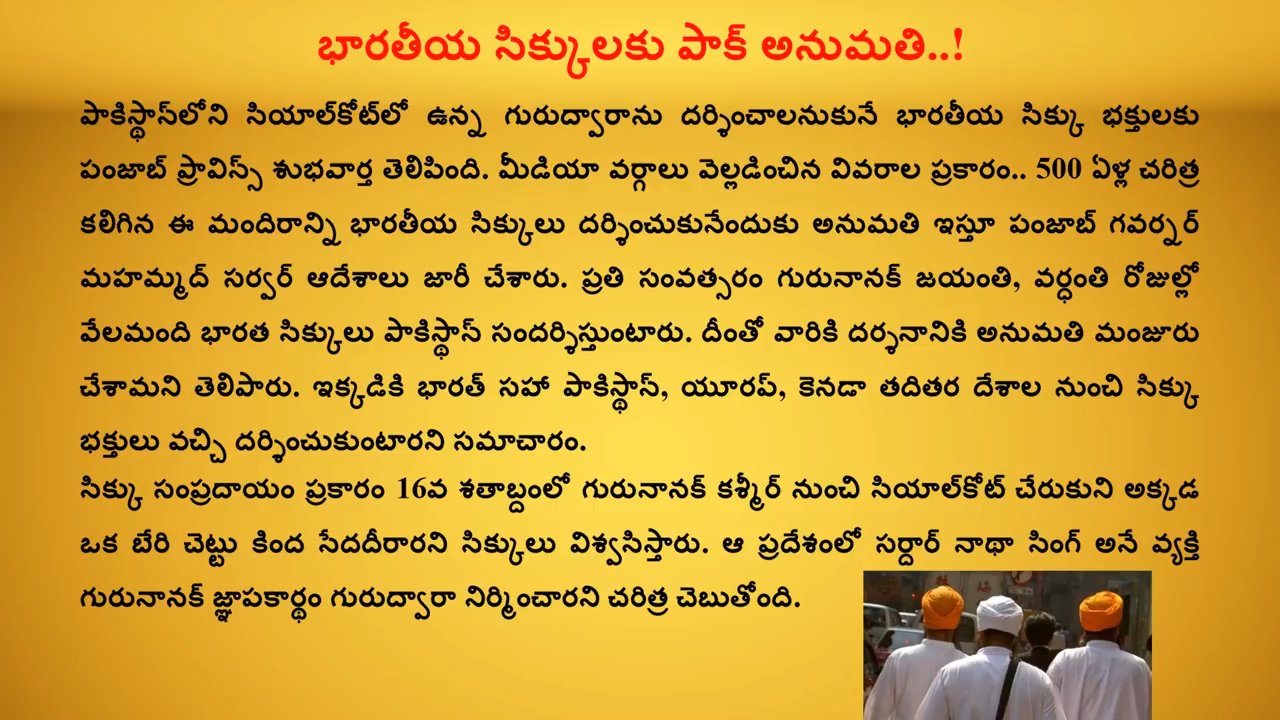 భారతీయ సిక్కులకు పాక్ అనుమతి..!
పాకిస్థాన్‌లోని సియాల్‌కోట్‌లో ఉన్న గురుద్వారాను దర్శించాలనుకునే భారతీయ సిక్కు భక్తులకు
పంజాబ్ ప్రావిన్స్ శుభవార్త తెలిపింది. మీడియా వర్గాలు వెల్లడించిన వివరాల ప్రకారం.. 500 ఏళ్ల చరిత్ర
కలిగిన ఈ మందిరాన్ని భారతీయ సిక్కులు దర్శించుకునేందుకు అనుమతి ఇస్తూ పంజాబ్ గవర్నర్
మహమ్మద్ సర్వర్ ఆదేశాలు జారీ చేశారు. ప్రతి సంవత్సరం గురునానక్ జయంతి, వర్ధంతి రోజుల్లో
వేలమంది భారత సిక్కులు పాకిస్థాన్ సందర్శిస్తుంటారు. దీంతో వారికి దర్శనానికి అనుమతి మంజూరు
చేశామని తెలిపారు. ఇక్కడికి భారత్ సహా పాకిస్థాన్, యూరప్, కెనడా తదితర దేశాల నుంచి సిక్కు
భక్తులు వచ్చి దర్శించుకుంటారని సమాచారం.
సిక్కు సంప్రదాయం ప్రకారం 16వ శతాబ్దంలో గురునానక్ కశ్మీర్ నుంచి సియాల్‌కోట్ చేరుకుని అక్కడ
ఒక బేరి చెట్టు కింద సేదదీరారని సిక్కులు విశ్వసిస్తారు. ఆ ప్రదేశంలో సర్దార్ నాథా సింగ్ అనే వ్యక్తి
గురునానక్ జ్ఞాపకార్థం గురుద్వారా నిర్మించారని చరిత్ర చెబుతోంది.